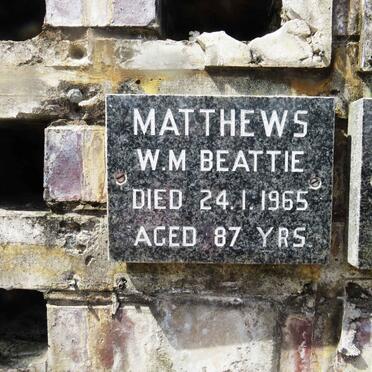 MATTHEWS
W.M BEATTIE
DIED 24.1.1965
AGED 87 YRS.